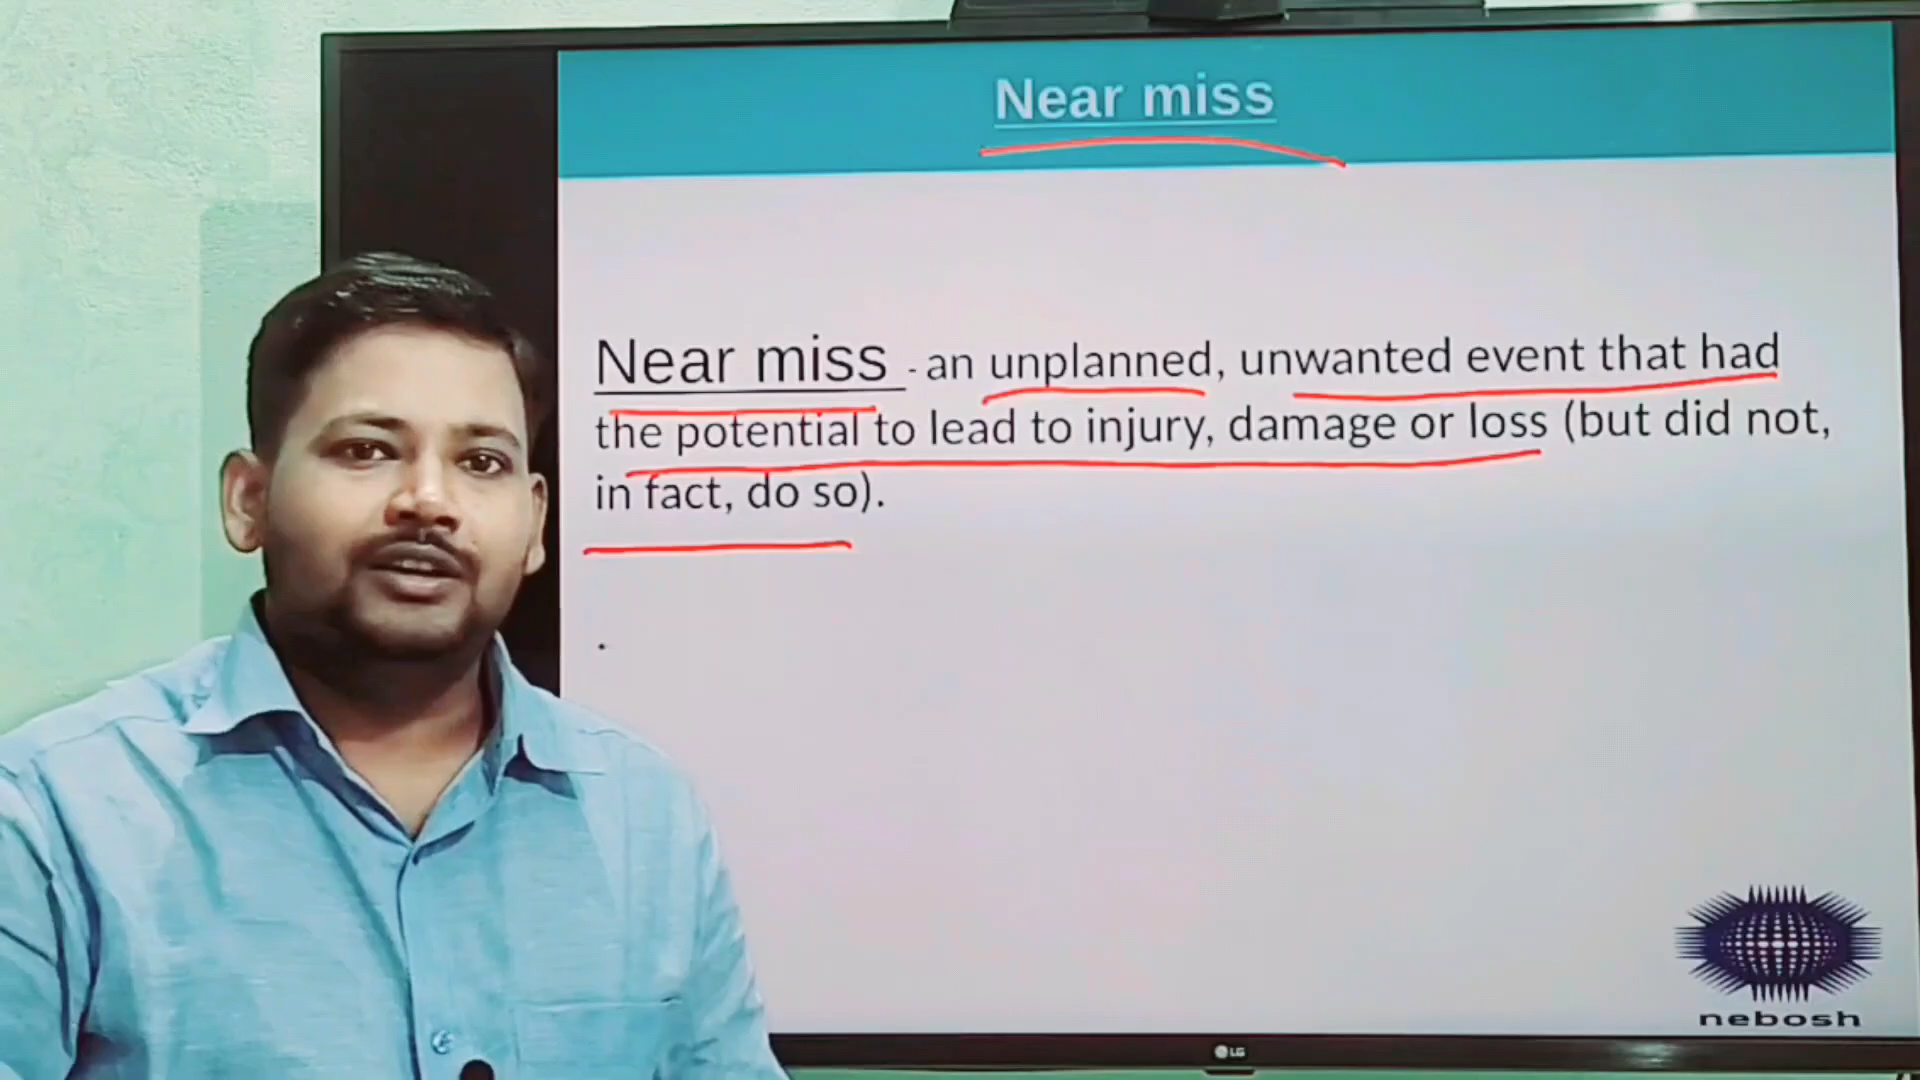 Near miss
Near miss - an unplanned, unwanted event that had
the potential to lead to injury, damage or loss (but did not,
in fact, do so).
.
nebosh
LG